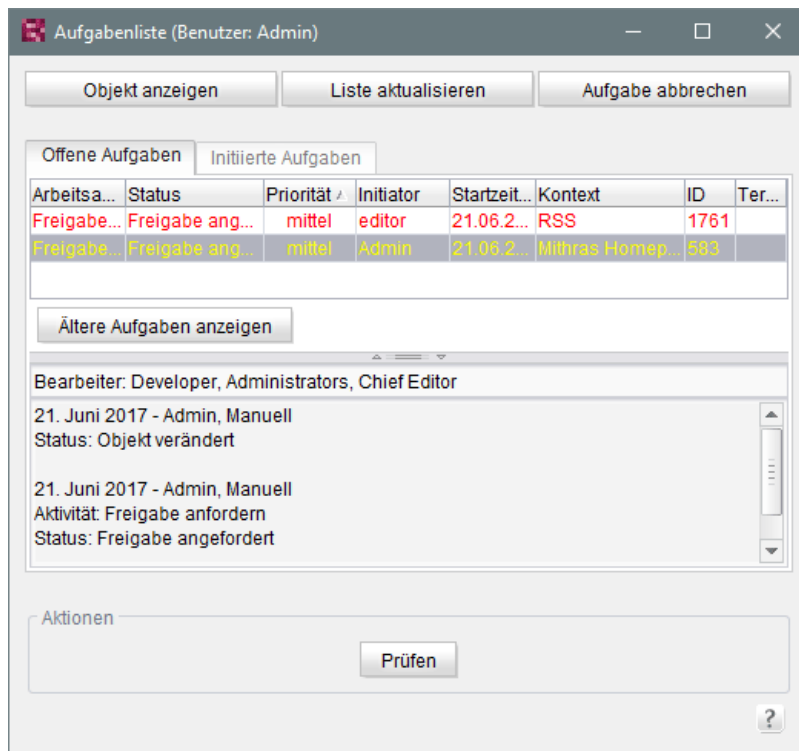 Aufgabenliste (Benutzer: Admin)
Objekt anzeigen Liste aktualisieren Aufgabe abbrechen
Offene Aufgaben Initiierte Aufgaben
Arbeitsa... Status Priorität Initiator Startzeit... Kontext ID Ter...
Freigabe... Freigabe ang... mittel editor 21.06.2... RSS 1761
Freigabe... Freigabe ang... mittel Admin 21.06.2... Mithras Homep... 583
Ältere Aufgaben anzeigen
Bearbeiter: Developer, Administrators, Chief Editor
21. Juni 2017 - Admin, Manuell
Status: Objekt verändert
21. Juni 2017 - Admin, Manuell
Aktivität: Freigabe anfordern
Status: Freigabe angefordert
Aktionen
Prüfen
?